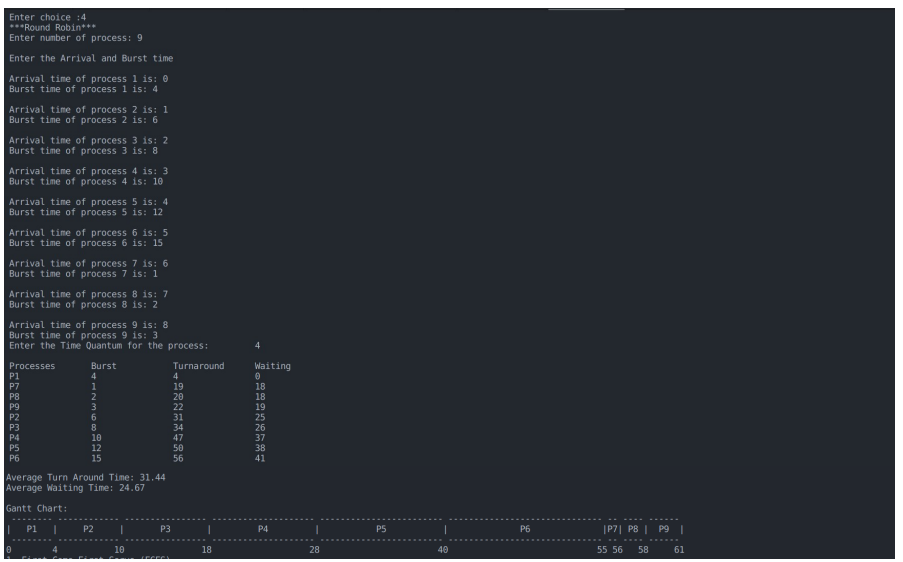 Enter choice :4
***Round Robin***
Enter number of process: 9
Enter the Arrival and Burst time
Arrival time of process 1 is: 0
Burst time of process 1 is: 4
Arrival time of process 2 is: 1
Burst time of process 2 is: 6
Arrival time of process 3 is: 2
Burst time of process 3 is: 8
Arrival time of process 4 is: 3
Burst time of process 4 is: 10
Arrival time of process 5 is: 4
Burst time of process 5 is: 12
Arrival time of process 6 is: 5
Burst time of process 6 is: 15
Arrival time of process 7 is: 6
Burst time of process 7 is: 1
Arrival time of process 8 is: 7
Burst time of process 8 is: 2
Arrival time of process 9 is: 8
Burst time of process 9 is: 3
Enter the Time Quantum for the process: 4
Processes Burst Turnaround Waiting
P1 4 4 0
P7 1 19 18
P8 2 20 18
P9 3 22 19
P2 6 31 25
P3 8 34 26
P4 10 47 37
P5 12 50 38
P6 15 56 41
Average Turn Around Time: 31.44
Average Waiting Time: 24.67
Gantt Chart:
| P1 | P2 | P3 | P4 | P5 | P6 |P7| P8 | P9 |
0 4 10 18 28 40 55 56 58 61